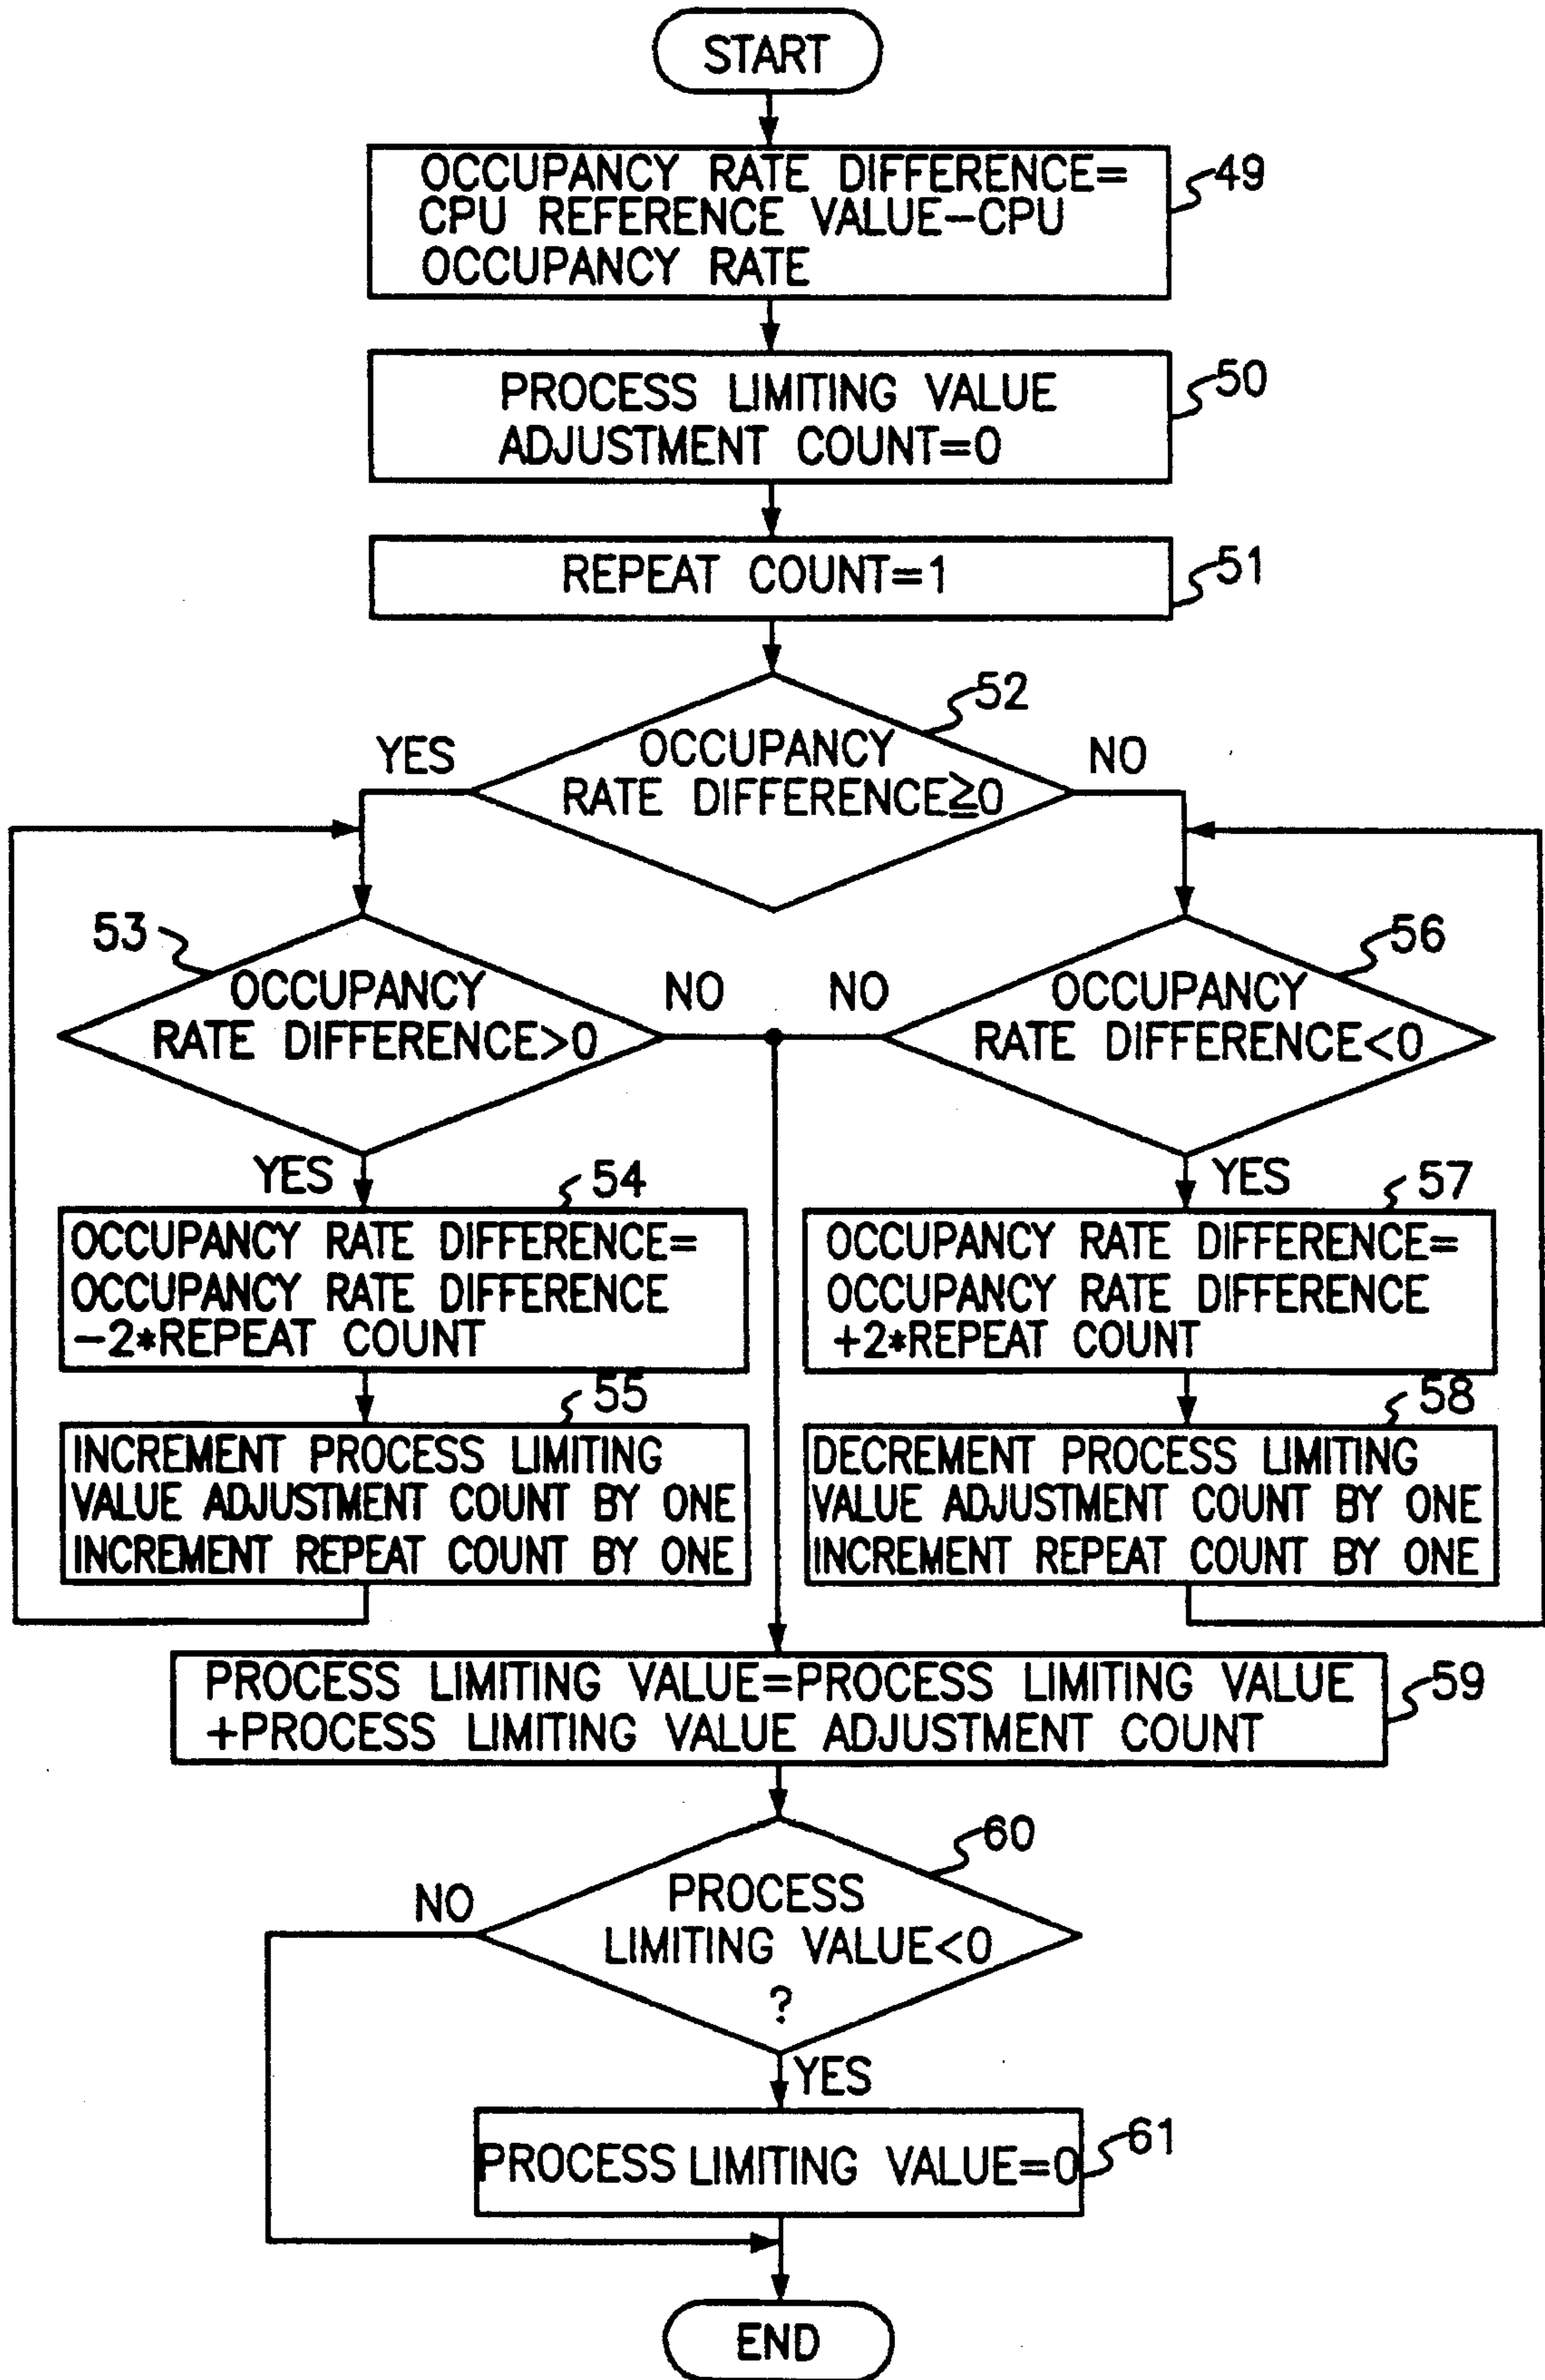 START
OCCUPANCY RATE DIFFERENCE=
CPU REFERENCE VALUE-CPU
OCCUPANCY RATE
49
PROCESS LIMITING VALUE
ADJUSTMENT COUNT=0
50
REPEAT COUNT=1
51
52
OCCUPANCY
RATE DIFFERENCE≧0
YES
NO
53
OCCUPANCY
RATE DIFFERENCE>0
NO
NO
56
OCCUPANCY
RATE DIFFERENCE<0
YES
54
OCCUPANCY RATE DIFFERENCE=
OCCUPANCY RATE DIFFERENCE
-2*REPEAT COUNT
YES
57
OCCUPANCY RATE DIFFERENCE=
OCCUPANCY RATE DIFFERENCE
+2*REPEAT COUNT
55
INCREMENT PROCESS LIMITING
VALUE ADJUSTMENT COUNT BY ONE
INCREMENT REPEAT COUNT BY ONE
58
DECREMENT PROCESS LIMITING
VALUE ADJUSTMENT COUNT BY ONE
INCREMENT REPEAT COUNT BY ONE
PROCESS LIMITING VALUE=PROCESS LIMITING VALUE
+PROCESS LIMITING VALUE ADJUSTMENT COUNT
59
60
NO
PROCESS
LIMITING VALUE<0
?
YES
PROCESS LIMITING VALUE=0
61
END